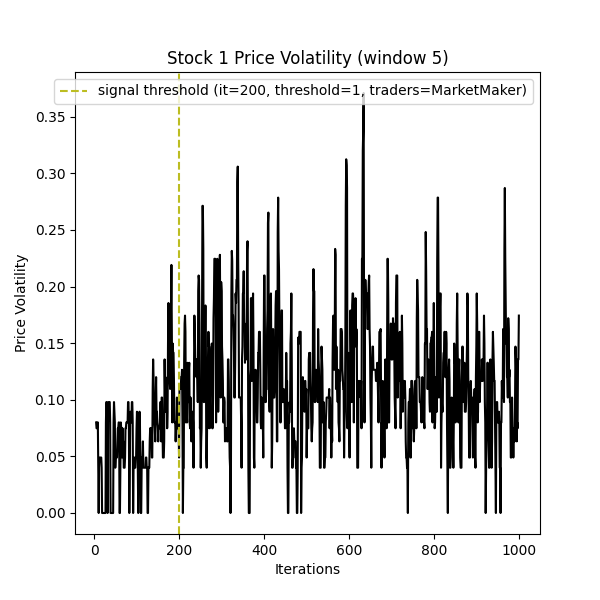 Stock 1 Price Volatility (window 5)
signal threshold (it=200, threshold=1, traders=MarketMaker)
0.35
0.30
0.25
0.20
0.15
0.10
0.05
0.00
Price Volatility
0 200 400 600 800 1000
Iterations